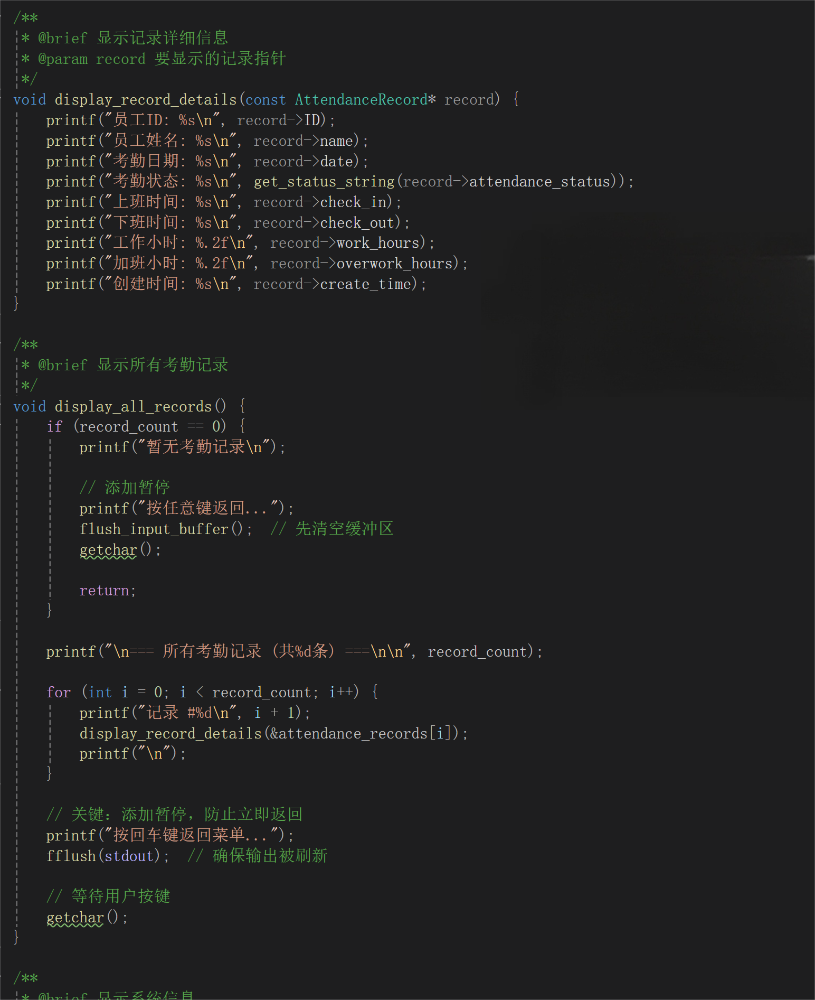 /**
* @brief 显示记录详细信息
* @param record 要显示的记录指针
*/
void display_record_details(const AttendanceRecord* record) {
printf("员工ID: %s\n", record->ID);
printf("员工姓名: %s\n", record->name);
printf("考勤日期: %s\n", record->date);
printf("考勤状态: %s\n", get_status_string(record->attendance_status));
printf("上班时间: %s\n", record->check_in);
printf("下班时间: %s\n", record->check_out);
printf("工作小时: %.2f\n", record->work_hours);
printf("加班小时: %.2f\n", record->overwork_hours);
printf("创建时间: %s\n", record->create_time);
}
/**
* @brief 显示所有考勤记录
*/
void display_all_records() {
if (record_count == 0) {
printf("暂无考勤记录\n");
// 添加暂停
printf("按任意键返回...");
flush_input_buffer();  // 先清空缓冲区
getchar();
return;
}
printf("\n=== 所有考勤记录 (共%d条) ===\n\n", record_count);
for (int i = 0; i < record_count; i++) {
printf("记录 #%d\n", i + 1);
display_record_details(&attendance_records[i]);
printf("\n");
}
// 关键：添加暂停，防止立即返回
printf("按回车键返回菜单...");
fflush(stdout);  // 确保输出被刷新
// 等待用户按键
getchar();
}
/**
* @brief 显示系统信息